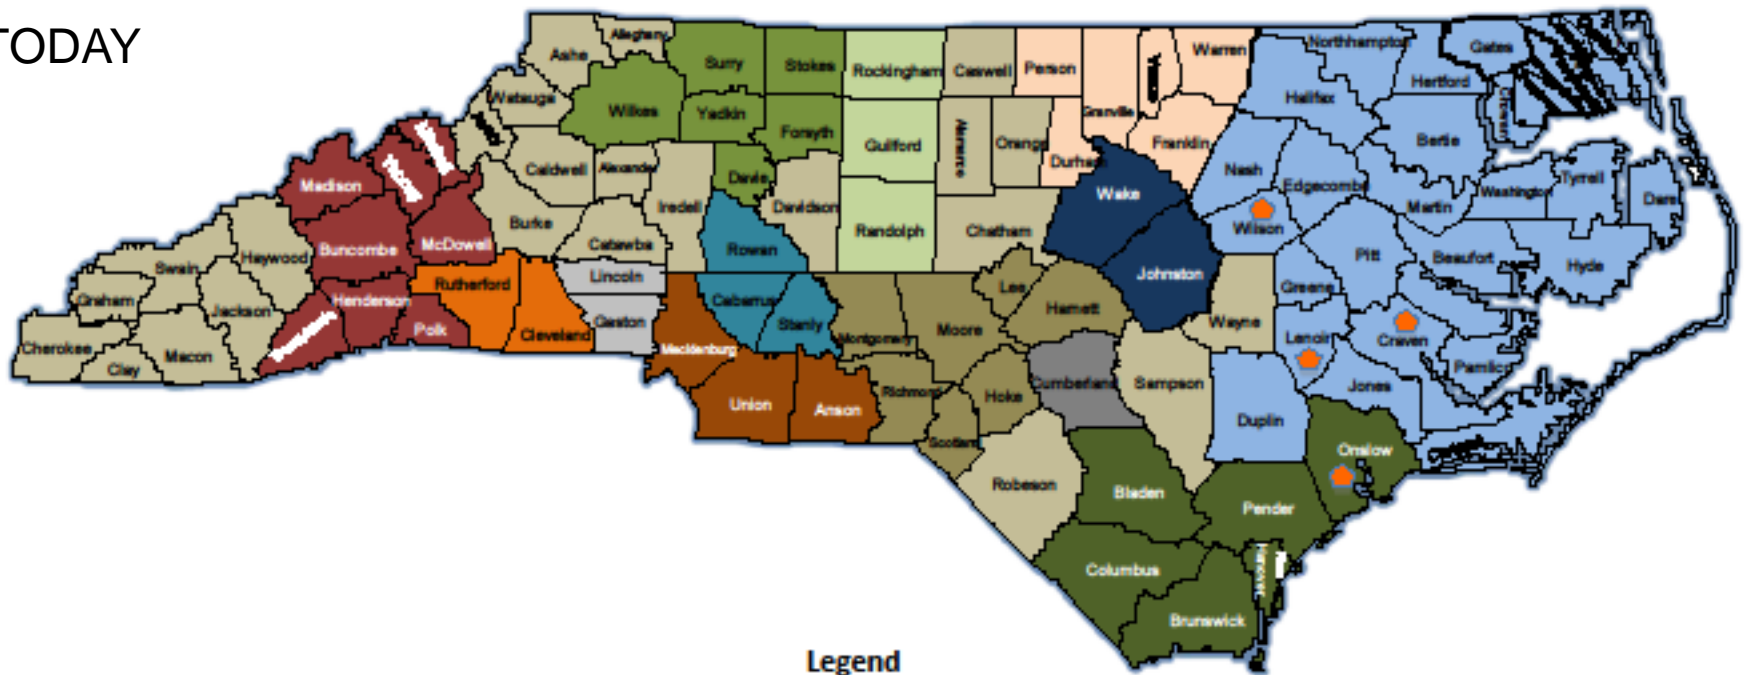 TODAY
Alleghany
Ashe
Surry
Stokes
Rockingham
Caswell
Person
Warren
Northhampton
Gates
Vance
Hertford
Watauga
Wilkes
Yadkin
Forsyth
Granville
Halifax
Guilford
Alamance
Orange
Durham
Franklin
Bertie
Chowan
Caldwell
Alexander
Davie
Madison
Iredell
Davidson
Wake
Nash
Edgecombe
Martin
Washington
Tyrrell
Dare
Burke
McDowell
Buncombe
Catawba
Rowan
Randolph
Chatham
Wilson
Haywood
Swain
Johnston
Pitt
Beaufort
Hyde
Rutherford
Lincoln
Graham
Jackson
Henderson
Cabarrus
Lee
Harnett
Greene
Cherokee
Clay
Macon
Polk
Cleveland
Gaston
Stanly
Montgomery
Moore
Wayne
Lenoir
Craven
Mecklenburg
Pamlico
Union
Anson
Richmond
Hoke
Cumberland
Sampson
Jones
Duplin
Scotland
Onslow
Robeson
Bladen
Pender
Columbus
Hanover
Brunswick
Legend